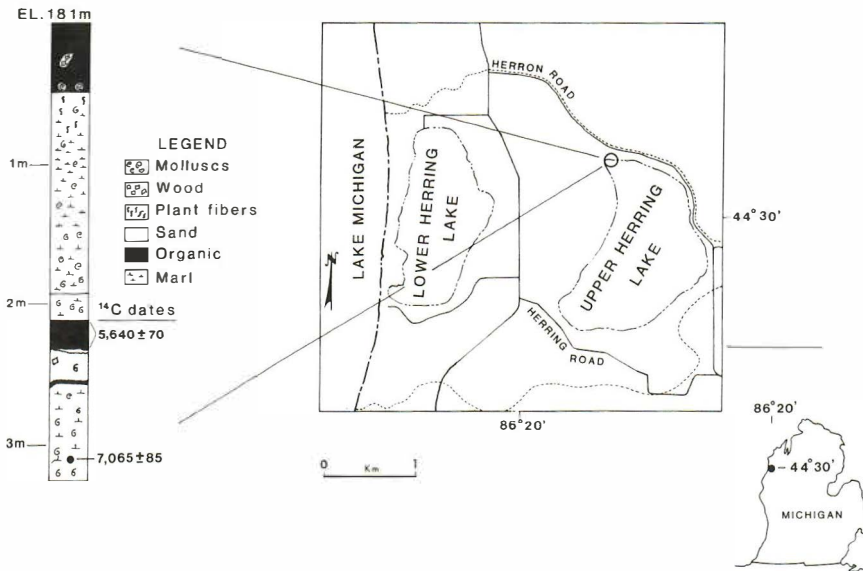 EL. 181m
1m
2m
3m
LEGEND
Molluscs
Wood
Plant fibers
Sand
Organic
Marl
¹⁴C dates
5,640±70
7,065±85
LAKE MICHIGAN
N
LOWER HERRING
LAKE
HERRON ROAD
UPPER HERRING
LAKE
HERRING
ROAD
44°30'
86°20'
0 Km 1
86°20'
44°30'
MICHIGAN